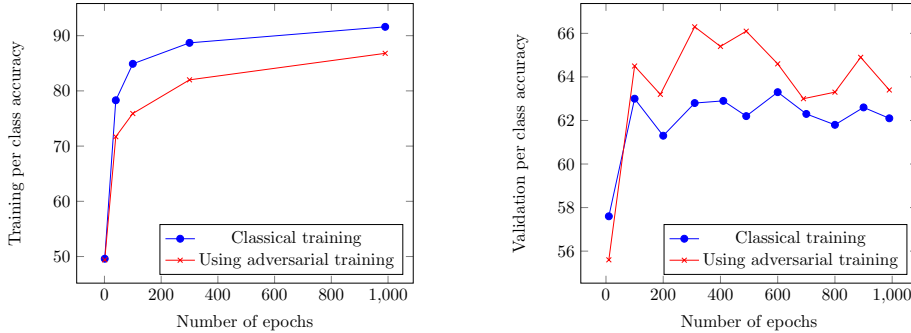 Training per class accuracy
90
80
70
60
50
0
200
400
600
800
1,000
Number of epochs
Classical training
Using adversarial training
Validation per class accuracy
66
64
62
60
58
56
0
200
400
600
800
1,000
Number of epochs
Classical training
Using adversarial training